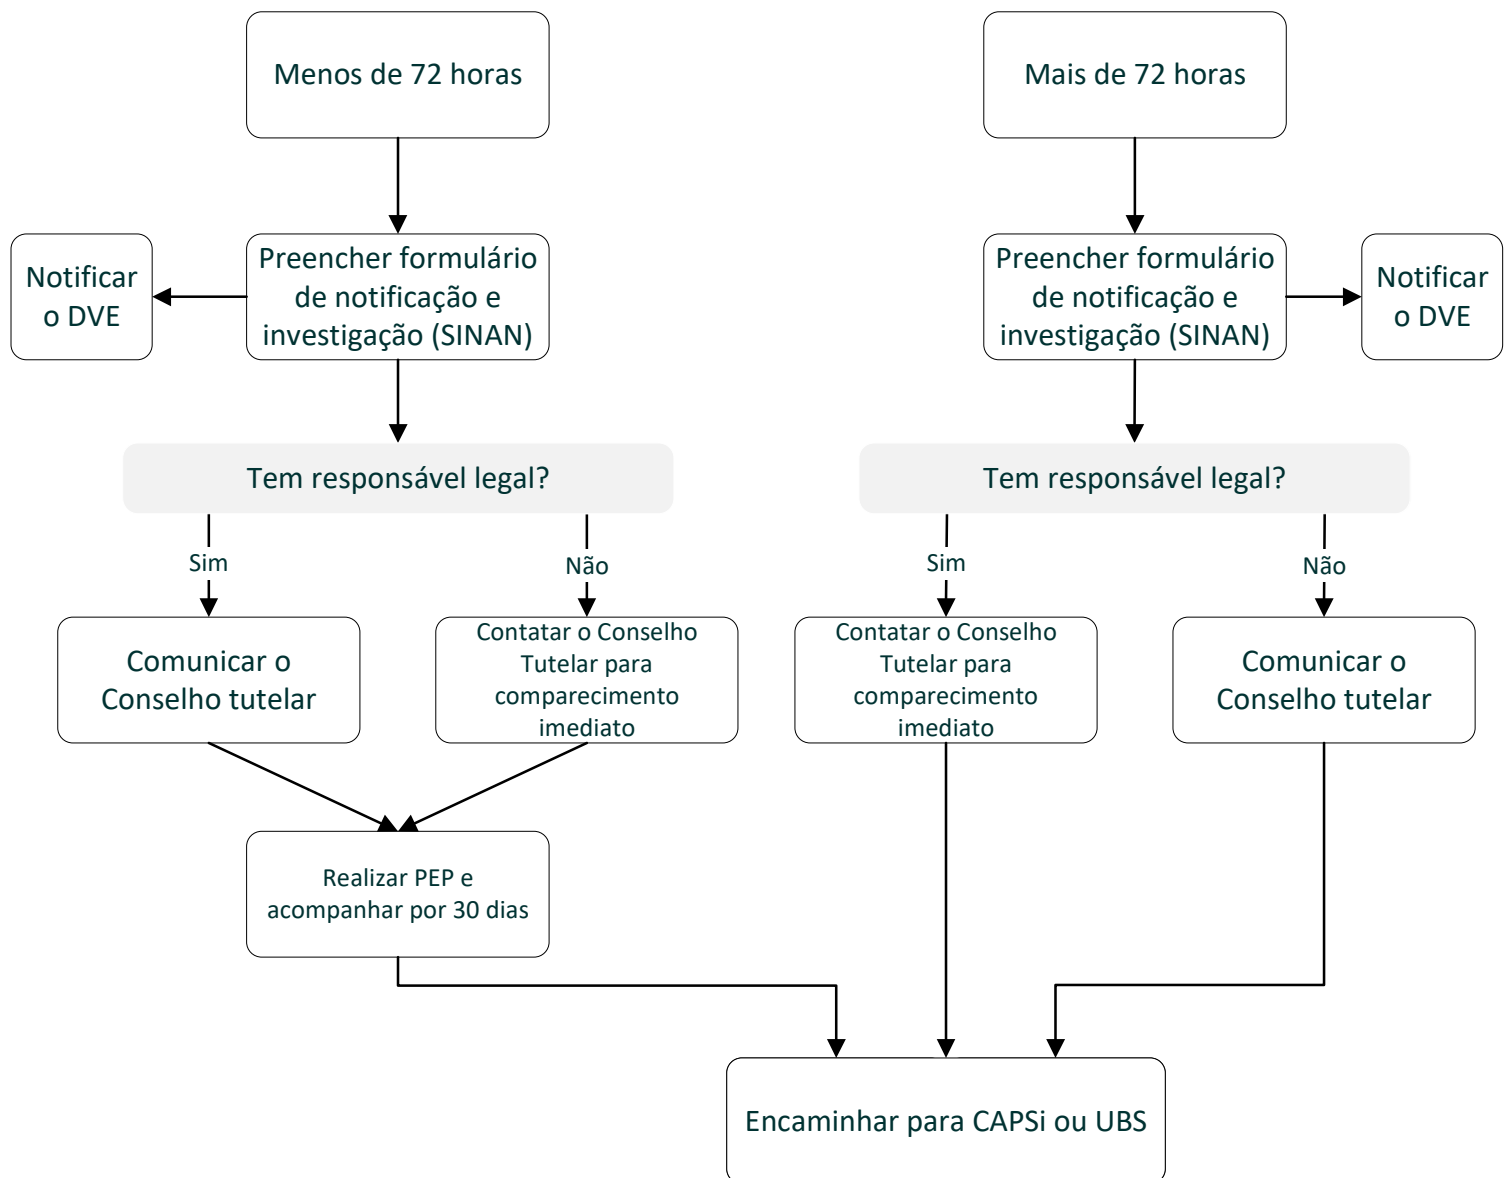 Menos de 72 horas
Mais de 72 horas
Notificar
o DVE
Preencher formulário
de notificação e
investigação (SINAN)
Preencher formulário
de notificação e
investigação (SINAN)
Notificar
o DVE
Tem responsável legal?
Tem responsável legal?
Sim
Não
Sim
Não
Comunicar o
Conselho tutelar
Contatar o Conselho
Tutelar para
comparecimento
imediato
Contatar o Conselho
Tutelar para
comparecimento
imediato
Comunicar o
Conselho tutelar
Realizar PEP e
acompanhar por 30 dias
Encaminhar para CAPSi ou UBS